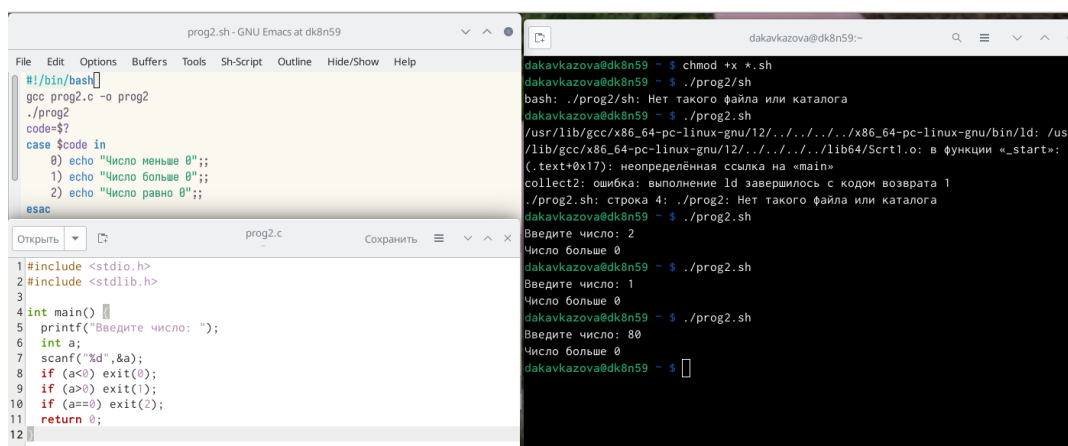 prog2.sh - GNU Emacs at dk8n59
File Edit Options Buffers Tools Sh-Script Outline Hide/Show Help
#!/bin/bash
gcc prog2.c -o prog2
./prog2
code=$?
case $code in
0) echo "Число меньше 0";;
1) echo "Число больше 0";;
2) echo "Число равно 0";;
esac
Открыть prog2.c Сохранить
1 #include <stdio.h>
2 #include <stdlib.h>
3
4 int main() {
5 printf("Введите число: ");
6 int a;
7 scanf("%d",&a);
8 if (a<0) exit(0);
9 if (a>0) exit(1);
10 if (a==0) exit(2);
11 return 0;
12 }
dakavkazova@dk8n59:~
dakavkazova@dk8n59 ~ $ chmod +x *.sh
dakavkazova@dk8n59 ~ $ ./prog2/sh
bash: ./prog2/sh: Нет такого файла или каталога
dakavkazova@dk8n59 ~ $ ./prog2.sh
/usr/lib/gcc/x86_64-pc-linux-gnu/12/../../../../x86_64-pc-linux-gnu/bin/ld: /us
/lib/gcc/x86_64-pc-linux-gnu/12/../../../../lib64/Scrt1.o: в функции «_start»:
(.text+0x17): неопределённая ссылка на «main»
collect2: ошибка: выполнение ld завершилось с кодом возврата 1
./prog2.sh: строка 4: ./prog2: Нет такого файла или каталога
dakavkazova@dk8n59 ~ $ ./prog2.sh
Введите число: 2
Число больше 0
dakavkazova@dk8n59 ~ $ ./prog2.sh
Введите число: 1
Число больше 0
dakavkazova@dk8n59 ~ $ ./prog2.sh
Введите число: 80
Число больше 0
dakavkazova@dk8n59 ~ $